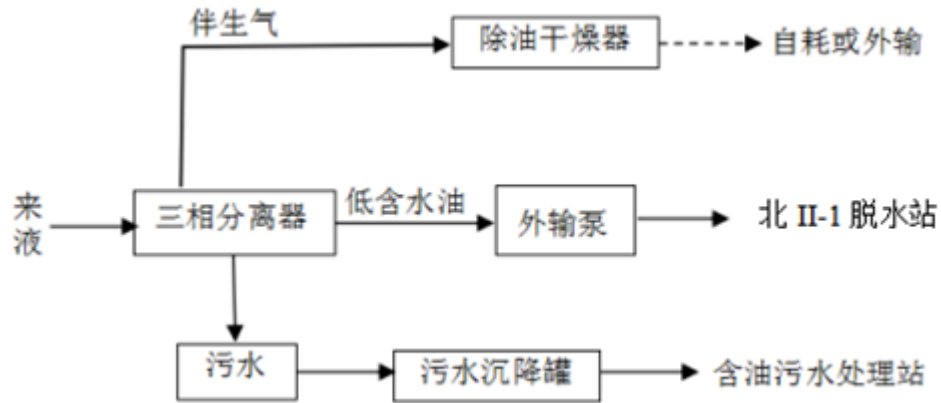 伴生气
除油干燥器
自耗或外输
来液
三相分离器
低含水油
外输泵
北 II-1 脱水站
污水
污水沉降罐
含油污水处理站